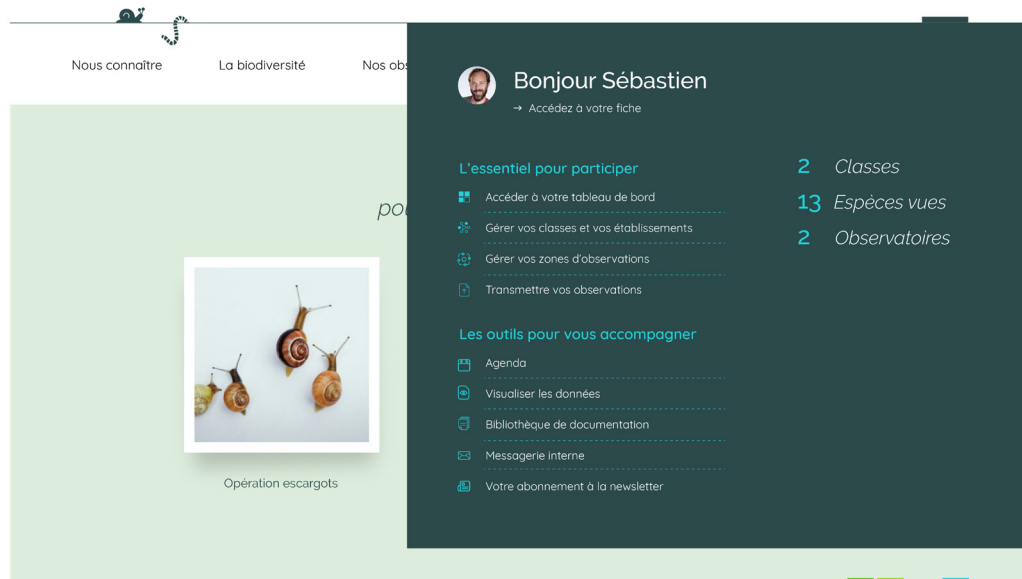 Nous connaître
La biodiversité
Nos obs
Bonjour Sébastien
→ Accédez à votre fiche
L'essentiel pour participer
Accéder à votre tableau de bord
Gérer vos classes et vos établissements
Gérer vos zones d'observations
Transmettre vos observations
2 Classes
13 Espèces vues
2 Observatoires
Les outils pour vous accompagner
Agenda
Visualiser les données
Bibliothèque de documentation
Messagerie interne
Votre abonnement à la newsletter
pou
Opération escargots